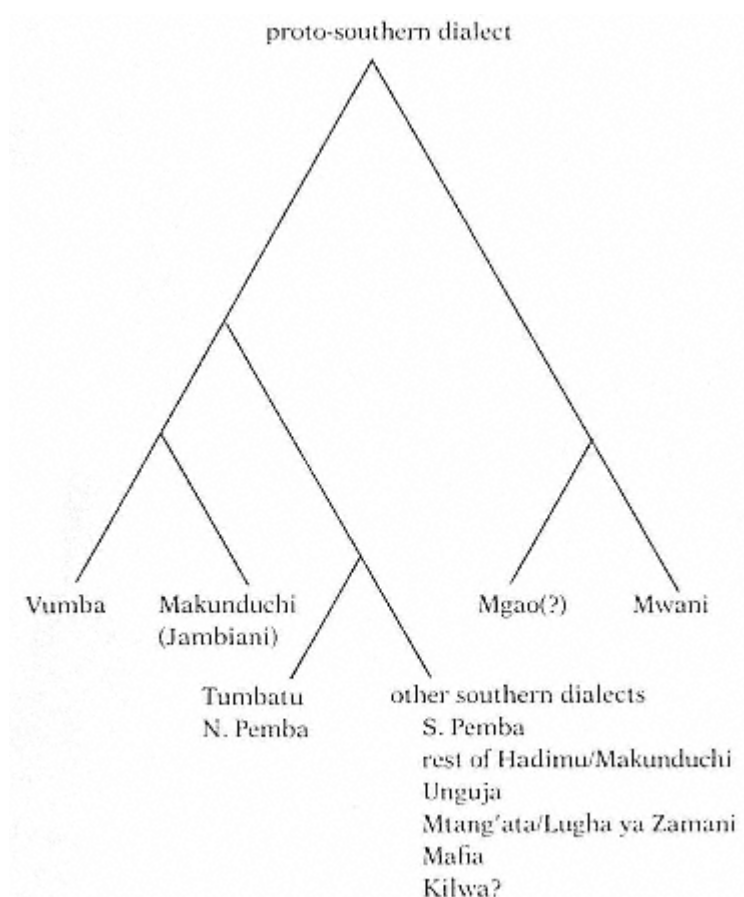 proto-southern dialect
Vumba
Makunduchi
(Jambiani)
Mgao(?)
Mwani
Tumbatu
N. Pemba
other southern dialects
S. Pemba
rest of Hadimu/Makunduchi
Unguja
Mtang'ata/Lugha ya Zamani
Mafia
Kilwa?